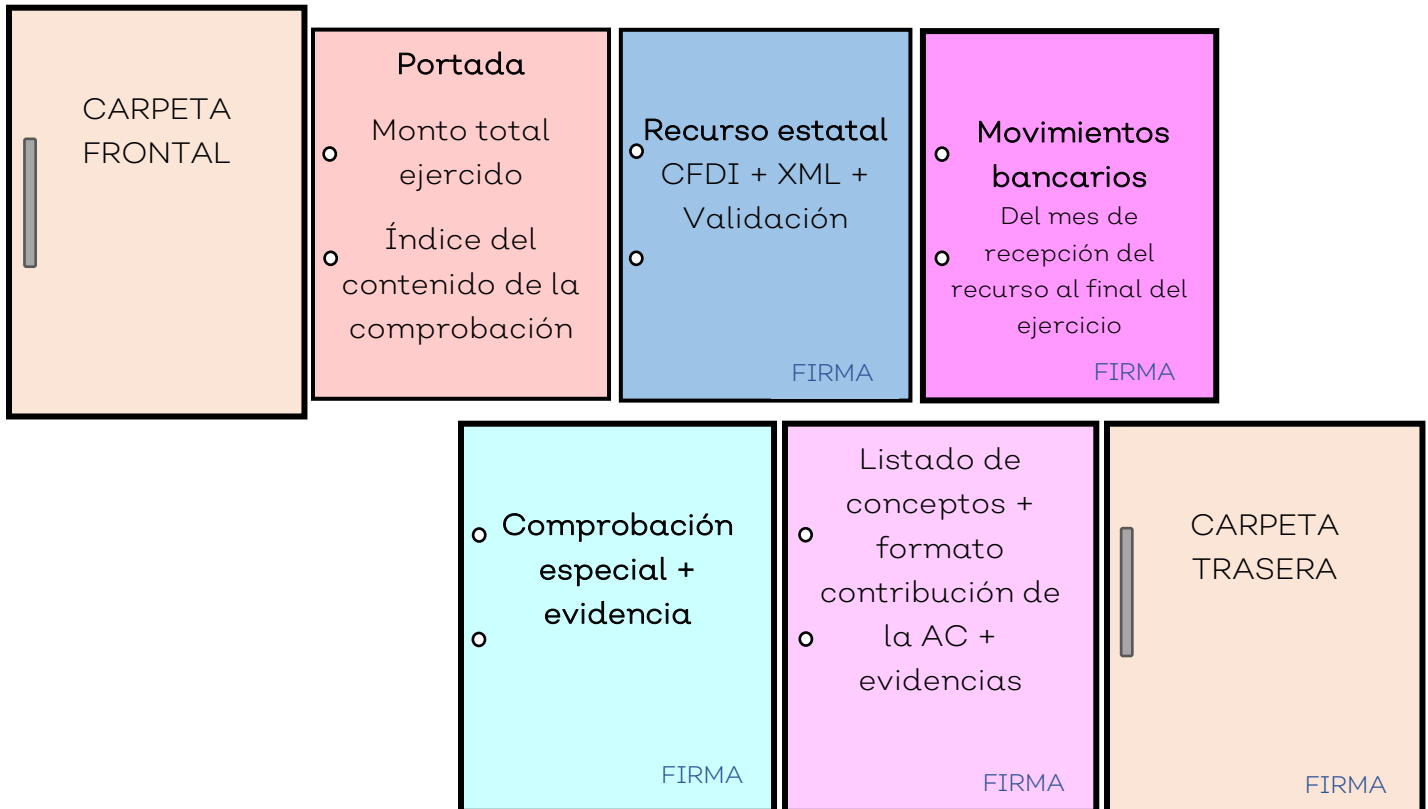 CARPETA
FRONTAL
Portada
Monto total
ejercido
Índice del
contenido de la
comprobación
Recurso estatal
CFDI + XML +
Validación
FIRMA
Movimientos
bancarios
Del mes de
recepción del
recurso al final del
ejercicio
FIRMA
Comprobación
especial +
evidencia
FIRMA
Listado de
conceptos +
formato
contribución de
la AC +
evidencias
FIRMA
CARPETA
TRASERA
FIRMA